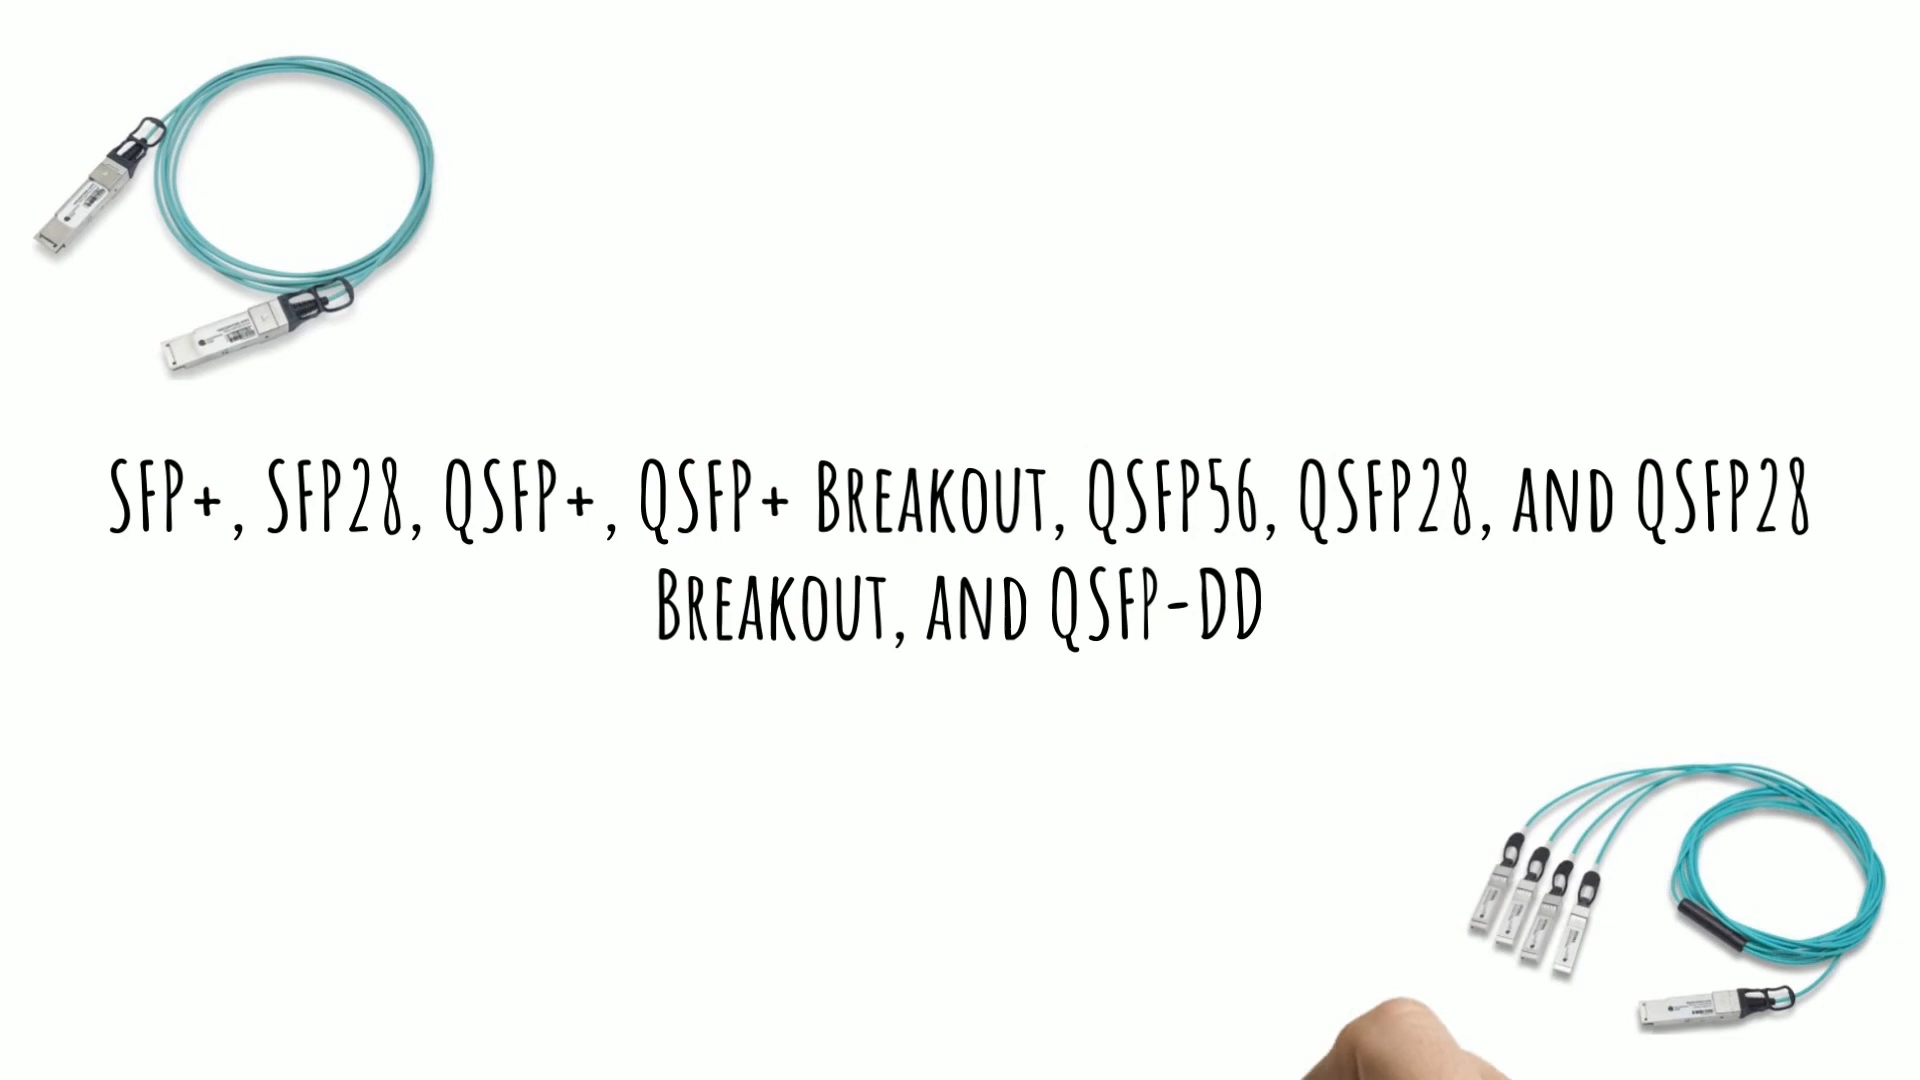 SFP+, SFP28, QSFP+, QSFP+ Breakout, QSFP56, QSFP28, and QSFP28
Breakout, and QSFP-DD